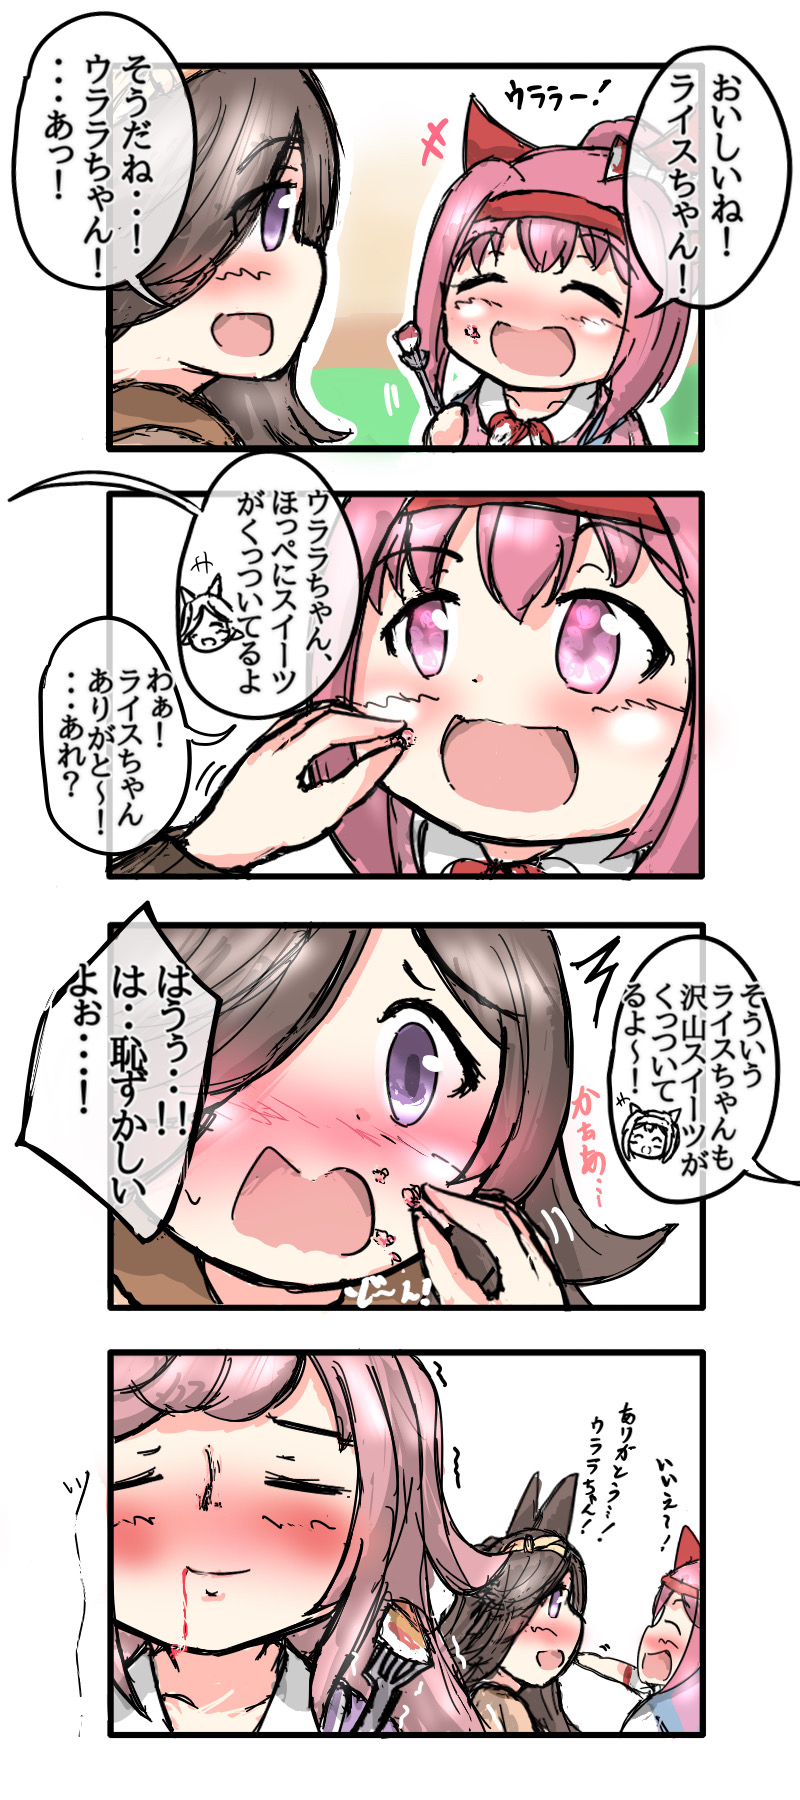 おいしいね！
ライスちゃん！
ウララー！
そうだね・・！
ウララちゃん！
・・・あっ！
ウララちゃん、
ほっぺにスイーツ
がくっついてるよ
わぁ！
ライスちゃん
ありがと〜！
・・・あれ？
そういう
ライスちゃんも
沢山スイーツが
くっついて
るよ〜！
かぁあ…
はうぅ・・!!
は・・恥ずかしい
よぉ・・・！
じ〜ん！
いいえ〜！
ありがとう…！
ウララちゃん！